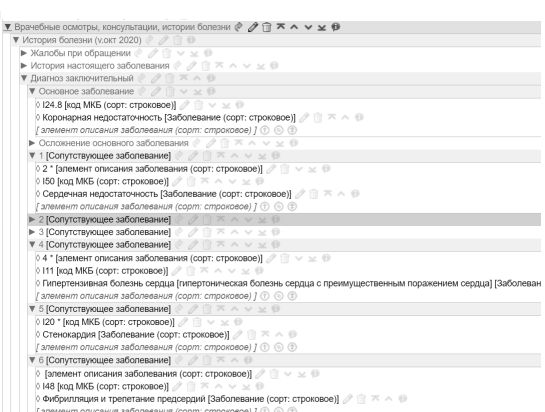 ▼ Врачебные осмотры, консультации, истории болезни
▼ История болезни (v.окт 2020)
▶ Жалобы при обращении
▶ История настоящего заболевания
▼ Диагноз заключительный
▼ Основное заболевание
◊ I24.8 [код МКБ (сорт: строковое)]
◊ Коронарная недостаточность [Заболевание (сорт: строковое)]
[ элемент описания заболевания (сорт: строковое) ]
▶ Осложнение основного заболевания
▼ 1 [Сопутствующее заболевание]
◊ 2 * [элемент описания заболевания (сорт: строковое)]
◊ I50 [код МКБ (сорт: строковое)]
◊ Сердечная недостаточность [Заболевание (сорт: строковое)]
[ элемент описания заболевания (сорт: строковое) ]
▶ 2 [Сопутствующее заболевание]
▶ 3 [Сопутствующее заболевание]
▼ 4 [Сопутствующее заболевание]
◊ 4 * [элемент описания заболевания (сорт: строковое)]
◊ I11 [код МКБ (сорт: строковое)]
◊ Гипертензивная болезнь сердца [гипертоническая болезнь сердца с преимущественным поражением сердца] [Заболеван
[ элемент описания заболевания (сорт: строковое) ]
▼ 5 [Сопутствующее заболевание]
◊ I20 * [код МКБ (сорт: строковое)]
◊ Стенокардия [Заболевание (сорт: строковое)]
[ элемент описания заболевания (сорт: строковое) ]
▼ 6 [Сопутствующее заболевание]
◊ [элемент описания заболевания (сорт: строковое)]
◊ I48 [код МКБ (сорт: строковое)]
◊ Фибрилляция и трепетание предсердий [Заболевание (сорт: строковое)]
[ элемент описания заболевания (сорт: строковое) ]